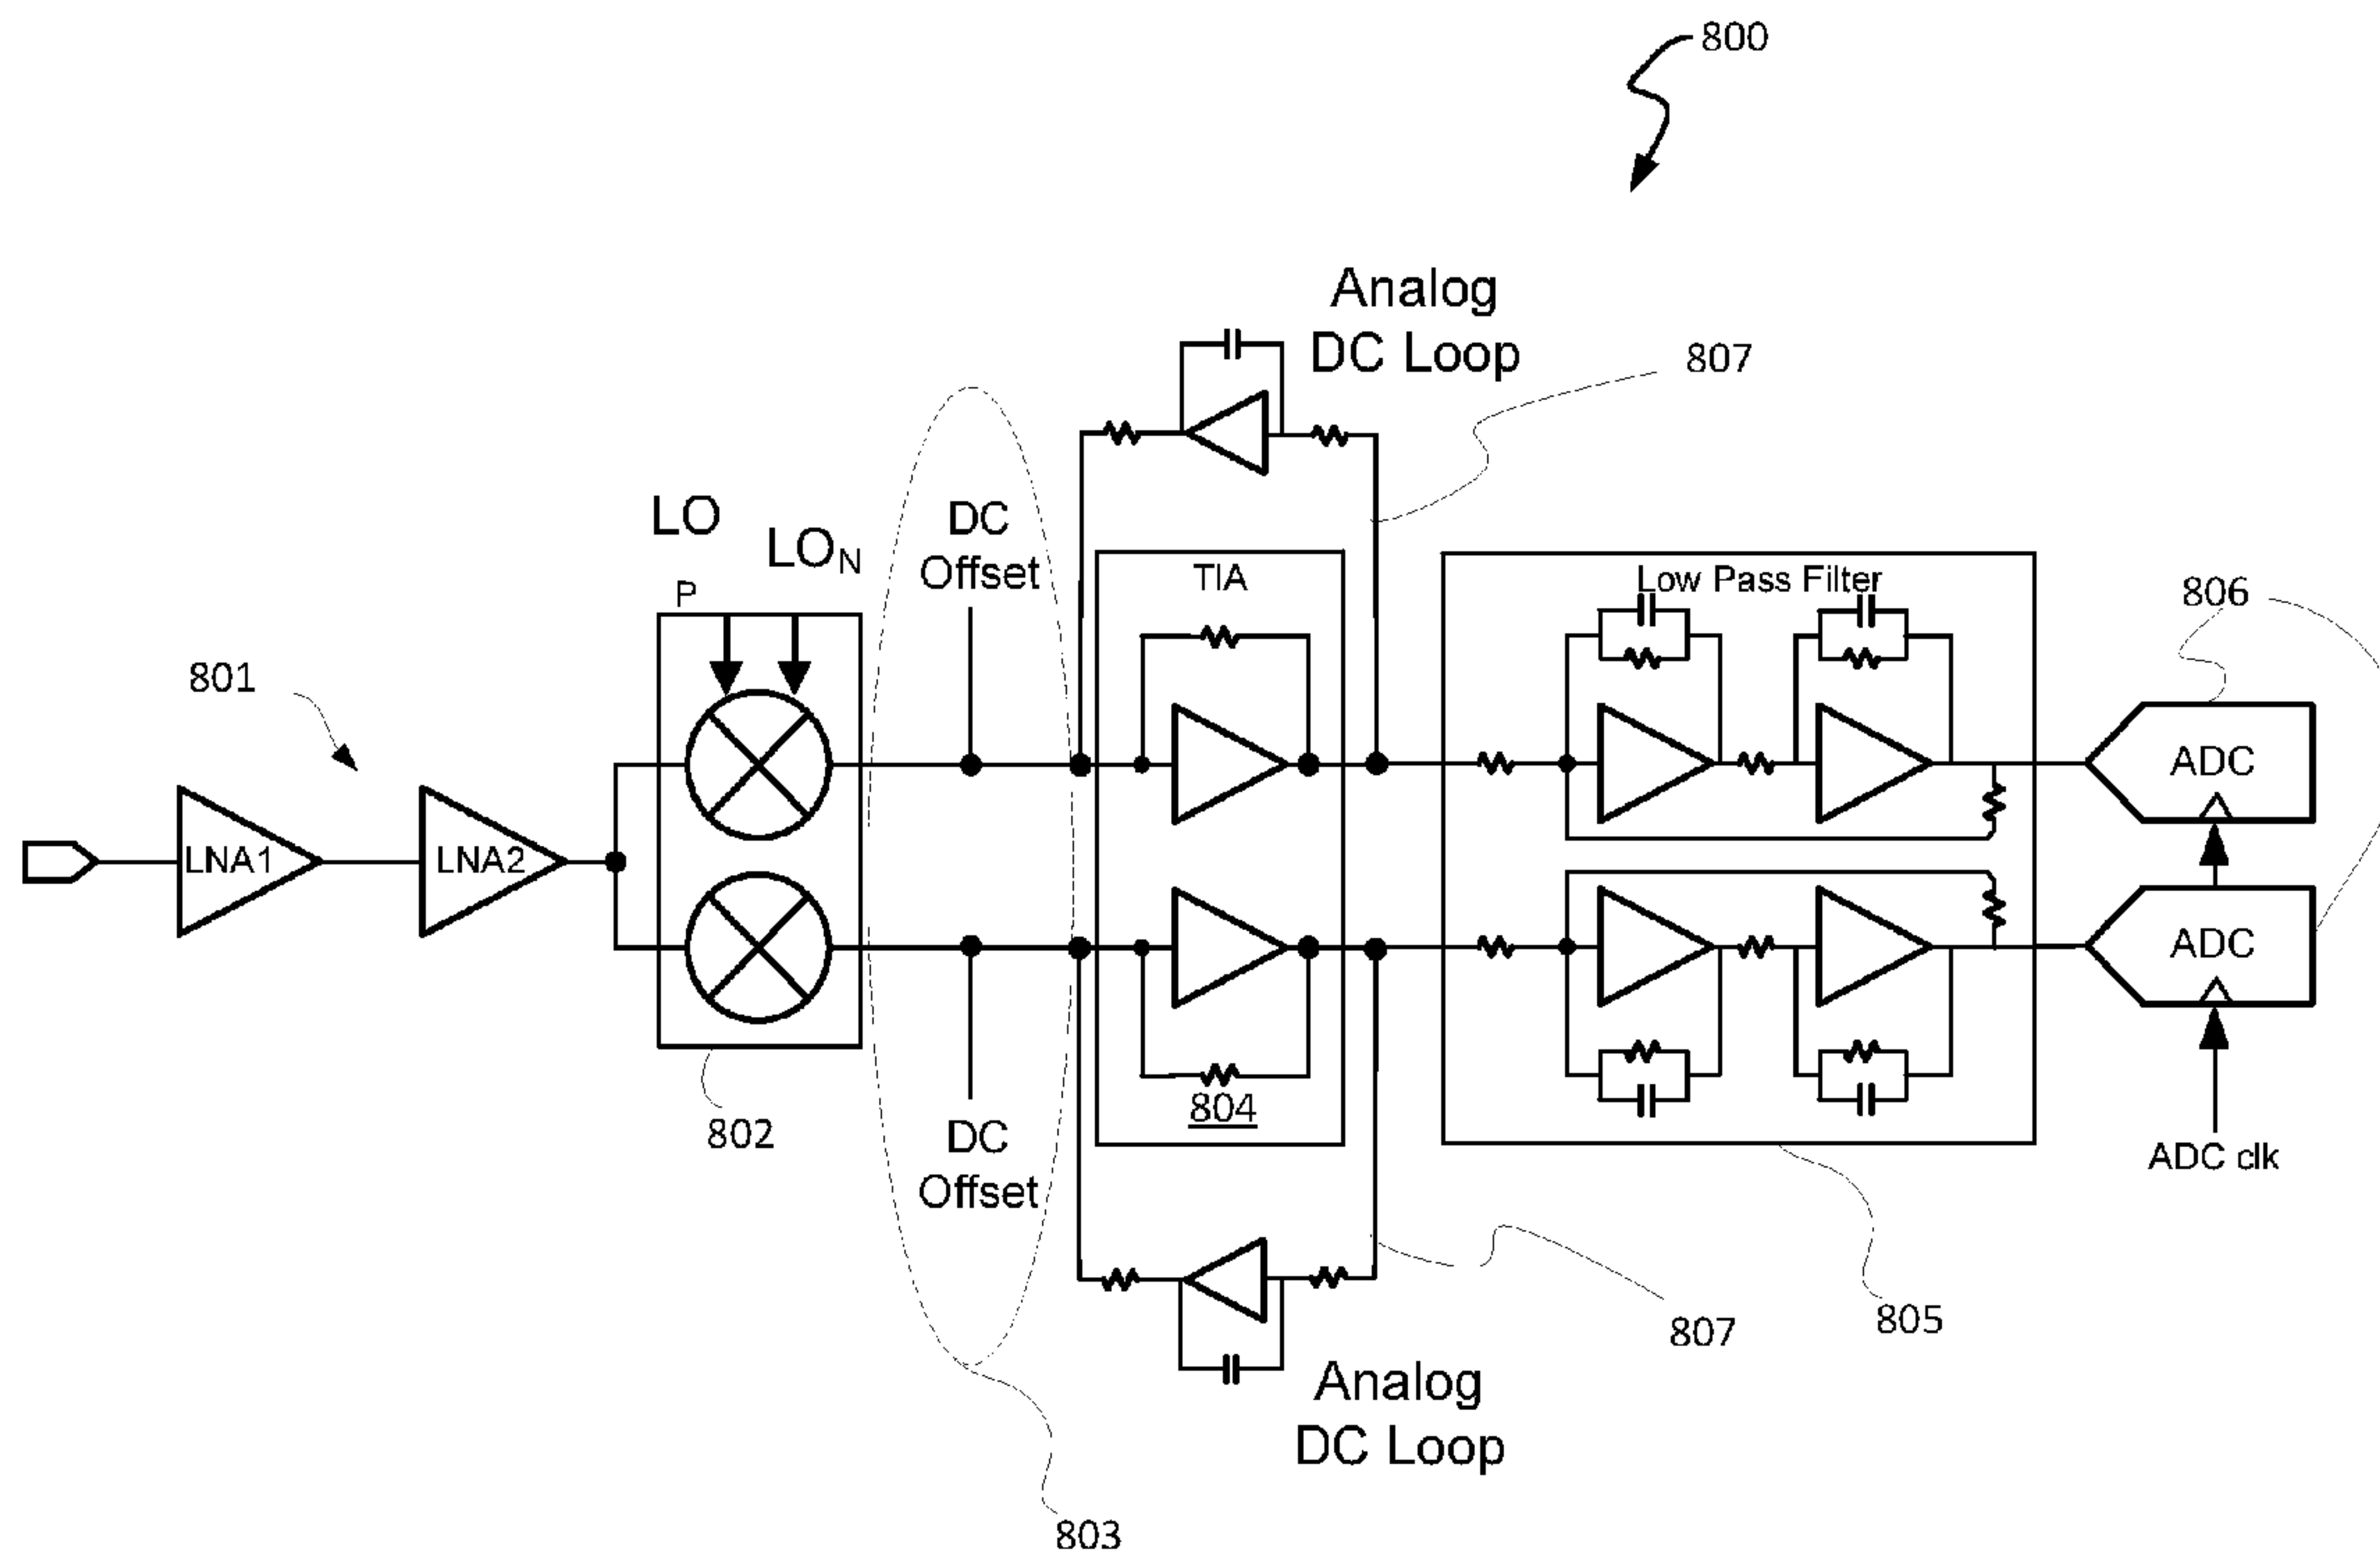 800
Analog
DC Loop
807
LO
LON
P
DC
Offset
TIA
Low Pass Filter
806
801
ADC
LNA1
LNA2
ADC
804
802
DC
Offset
ADC clk
807
805
Analog
DC Loop
803